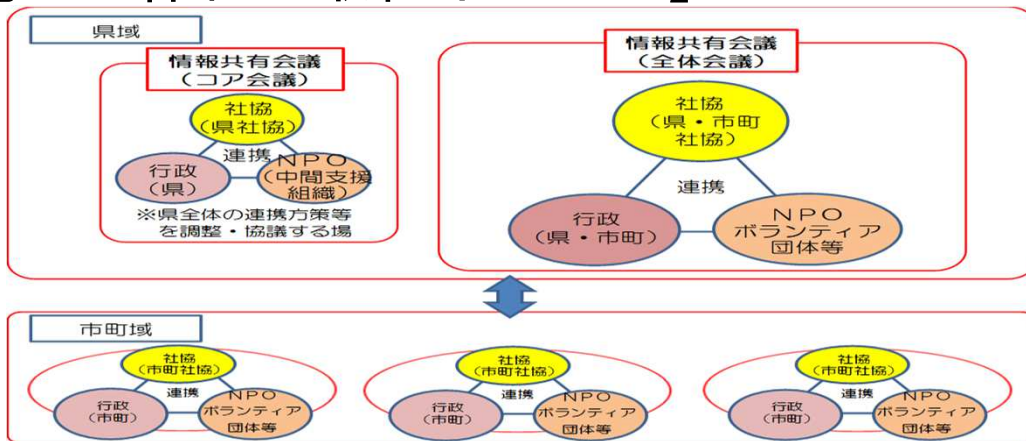 県域
情報共有会議
(コア会議)
社協
(県社協)
連携
行政
(県)
NPO
(中間支援
組織)
※県全体の連携方策等
を調整・協議する場
情報共有会議
(全体会議)
社協
(県・市町
社協)
連携
行政
(県・市町)
NPO
ボランティア
団体等
市町域
社協
(市町社協)
連携
行政
(市町)
NPO
ボランティア
団体等
社協
(市町社協)
連携
行政
(市町)
NPO
ボランティア
団体等
社協
(市町社協)
連携
行政
(市町)
NPO
ボランティア
団体等